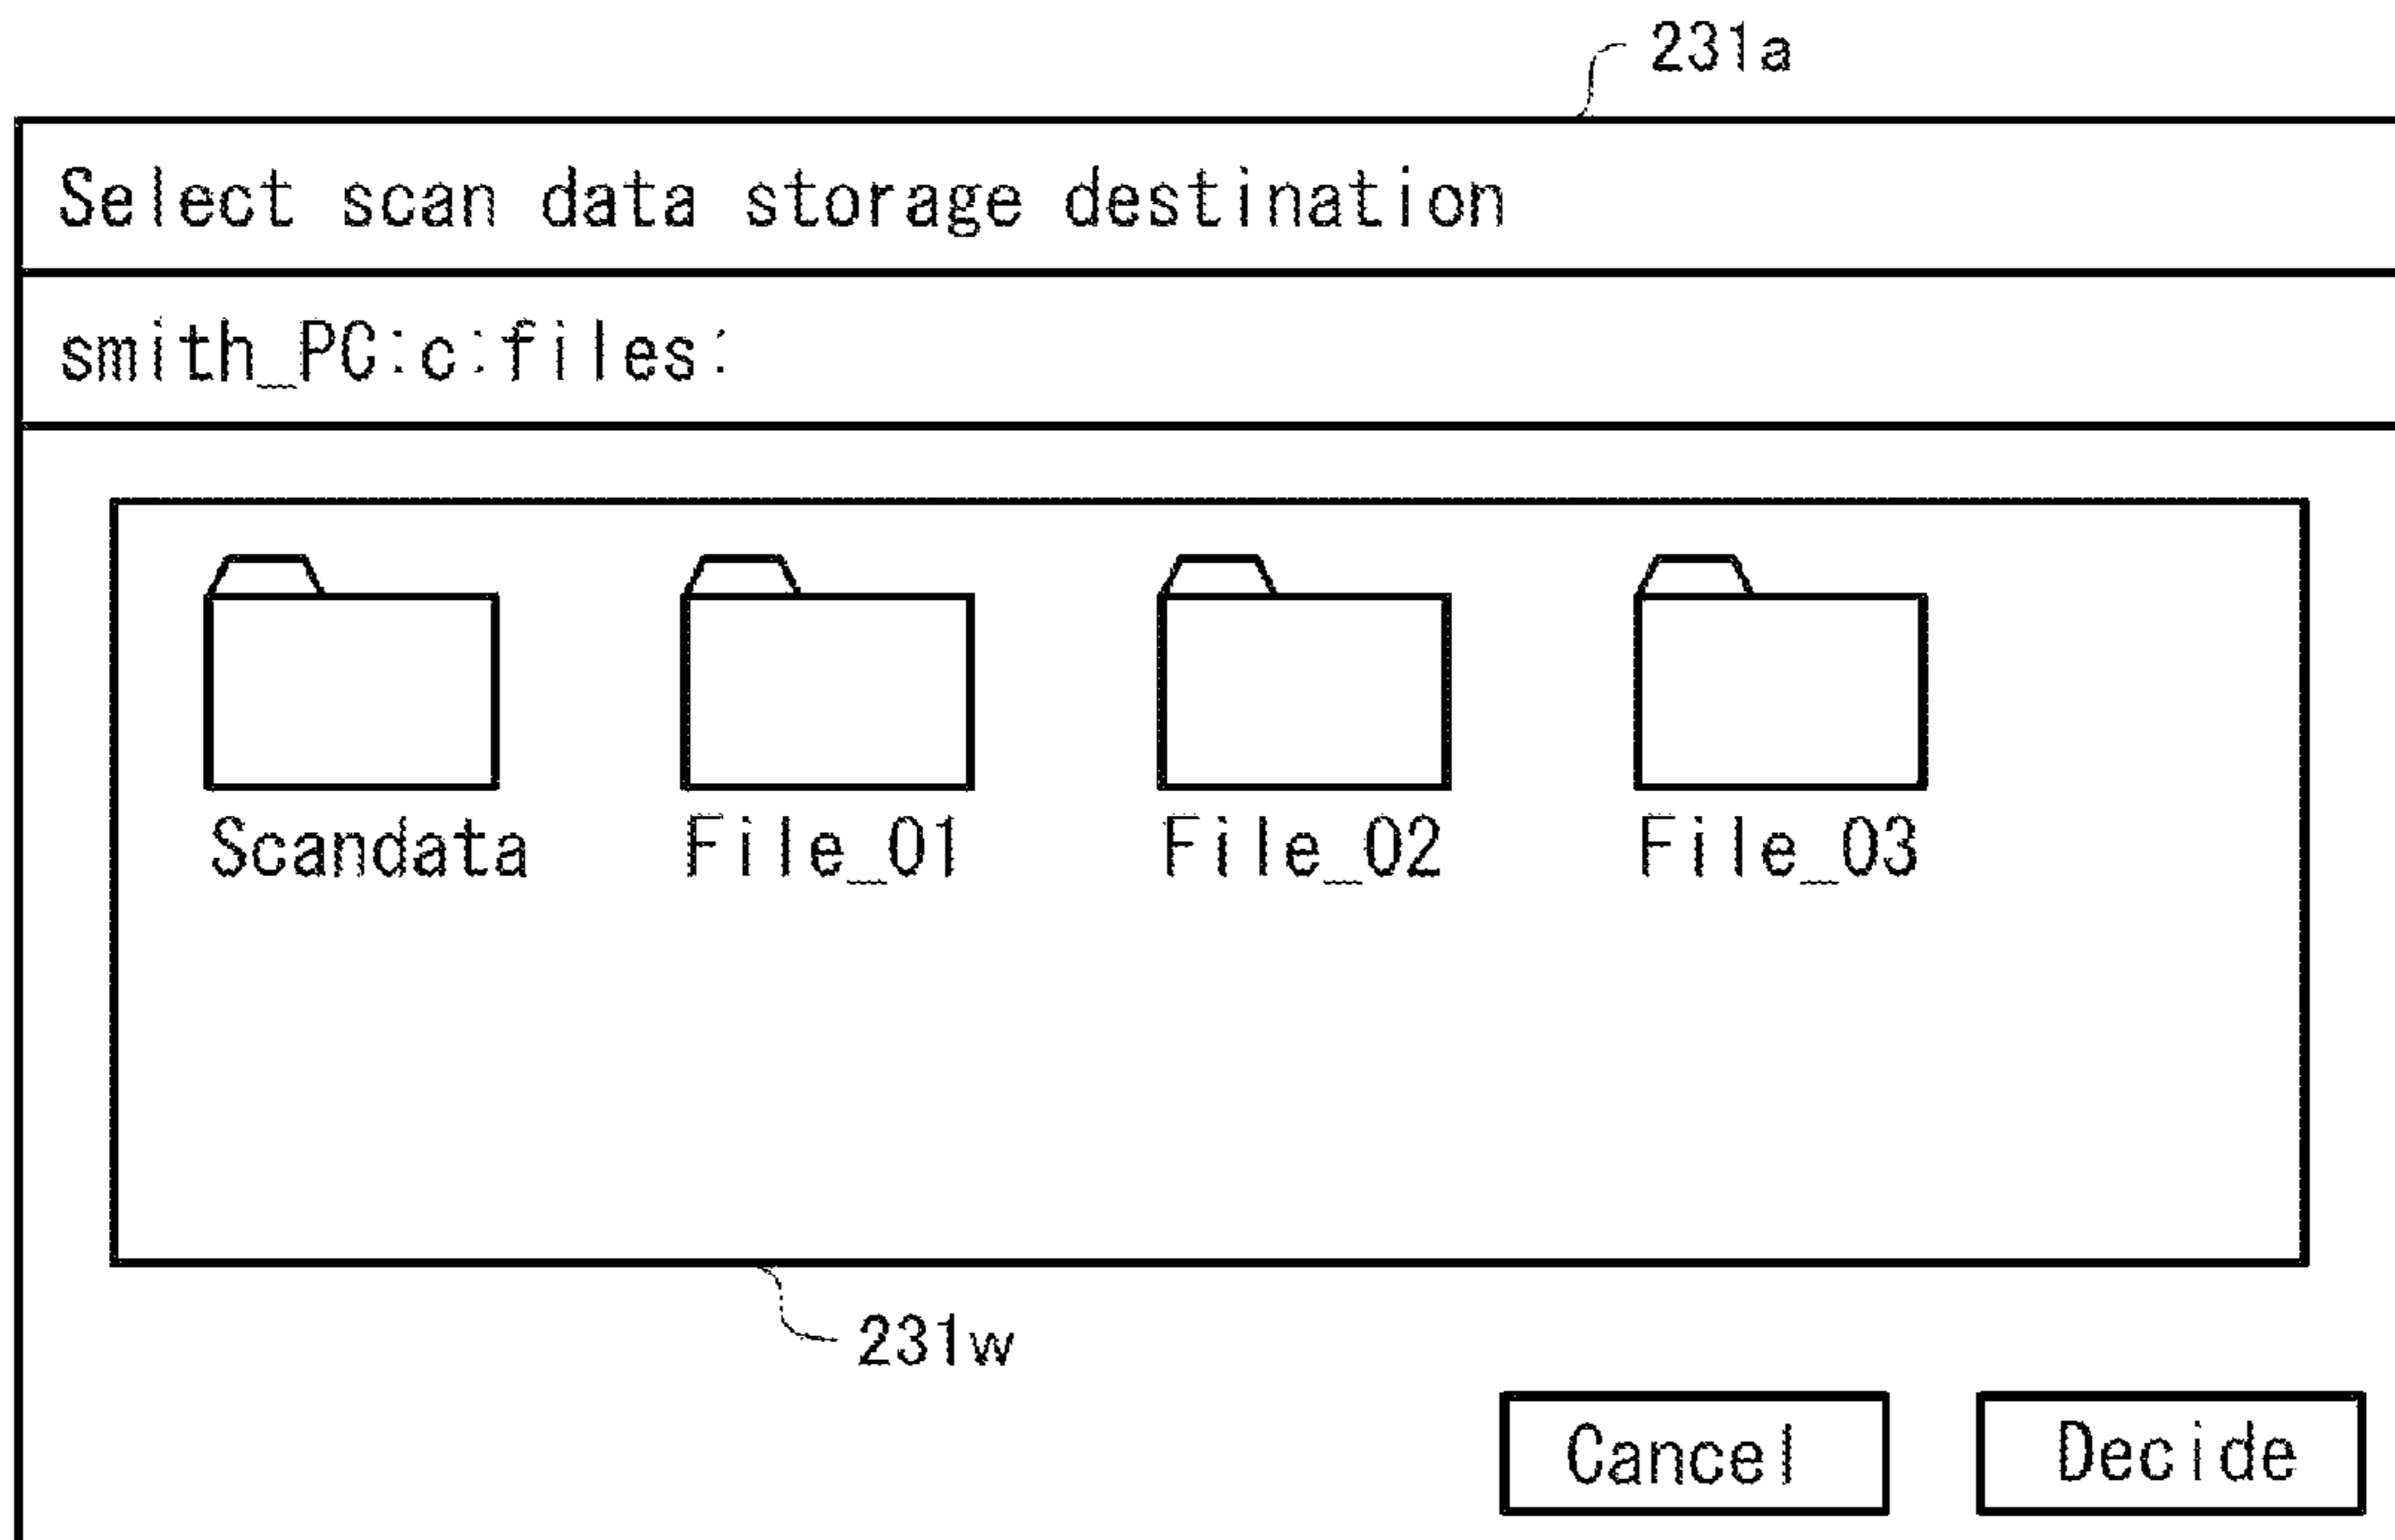 231a
Select scan data storage destination
smith_PC:c:files:
Scandata File_01 File_02 File_03
231w
Cancel Decide